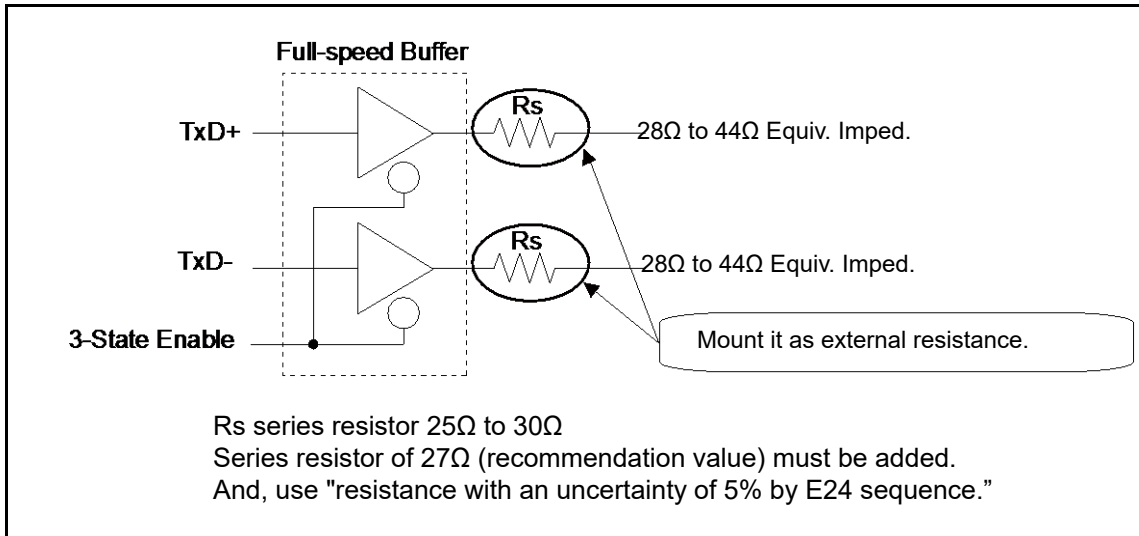 Full-speed Buffer
Rs
TxD+
28Ω to 44Ω Equiv. Imped.
Rs
TxD-
28Ω to 44Ω Equiv. Imped.
3-State Enable
Mount it as external resistance.
Rs series resistor 25Ω to 30Ω
Series resistor of 27Ω (recommendation value) must be added.
And, use "resistance with an uncertainty of 5% by E24 sequence.”